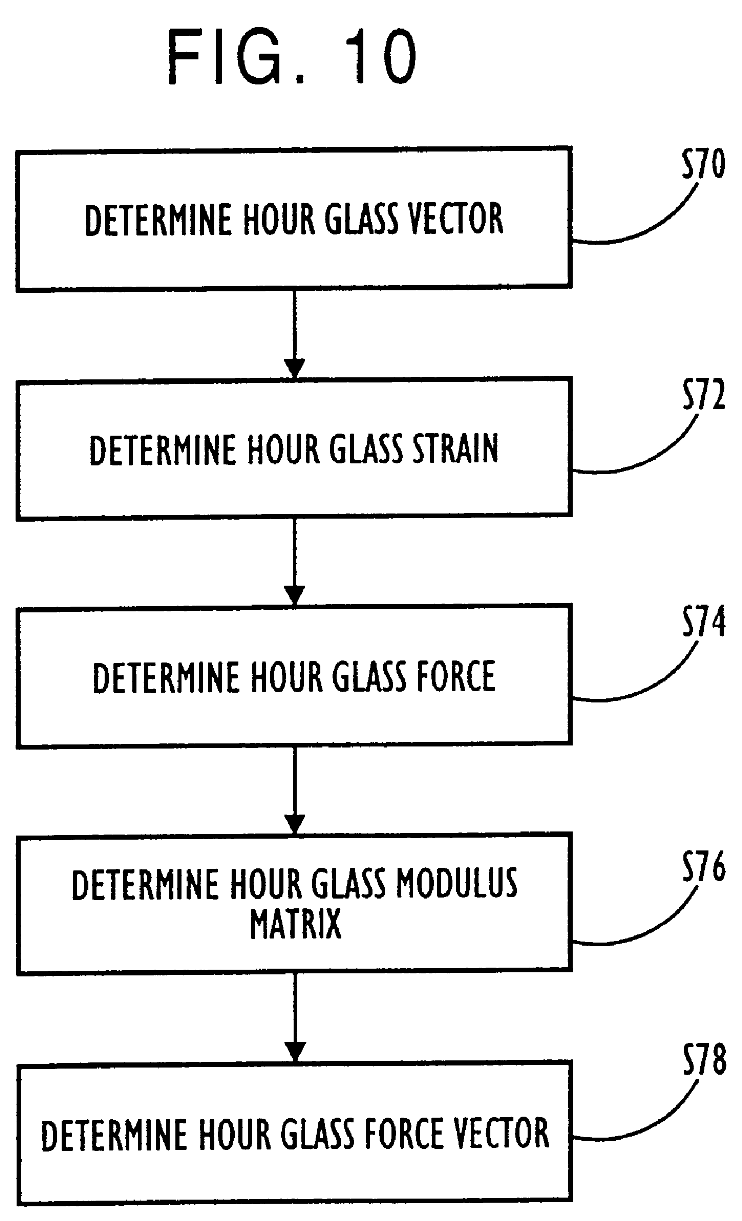 FIG. 10
DETERMINE HOUR GLASS VECTOR
S70
DETERMINE HOUR GLASS STRAIN
S72
DETERMINE HOUR GLASS FORCE
S74
DETERMINE HOUR GLASS MODULUS
MATRIX
S76
DETERMINE HOUR GLASS FORCE VECTOR
S78